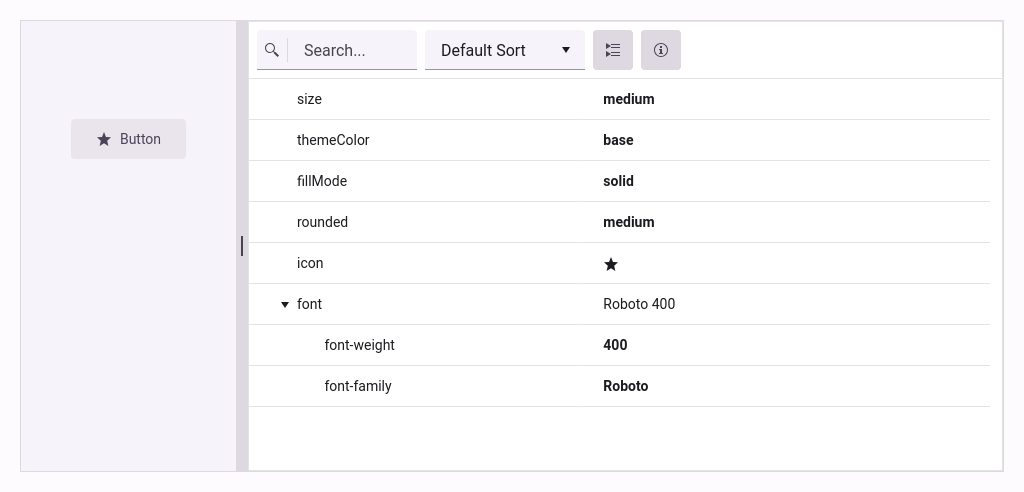 Button
Search...
Default Sort
size medium
themeColor base
fillMode solid
rounded medium
icon
font Roboto 400
font-weight 400
font-family Roboto